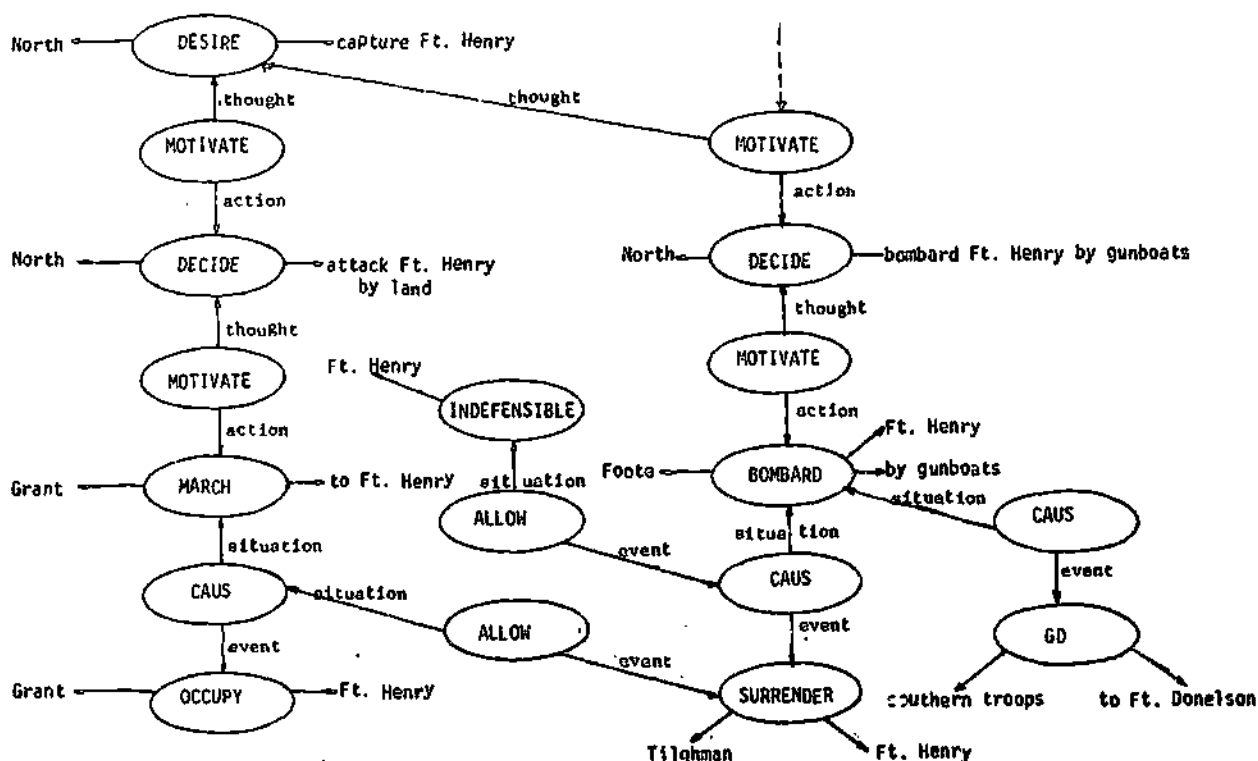 North
DESIRE
capture Ft. Henry
thought
thought
MOTIVATE
MOTIVATE
action
action
North
DECIDE
attack Ft. Henry
by land
North
DECIDE
bombard Ft. Henry by gunboats
thought
thought
MOTIVATE
Ft. Henry
MOTIVATE
INDEFENSIBLE
action
action
Ft. Henry
Grant
MARCH
to Ft. Henry
situation
Foote
BOMBARD
by gunboats
situation
ALLOW
CAUS
situation
situation
event
event
CAUS
situation
CAUS
ALLOW
event
GO
event
event
southern troops
to Ft. Donelson
Grant
OCCUPY
Ft. Henry
SURRENDER
Tilghman
Ft. Henry